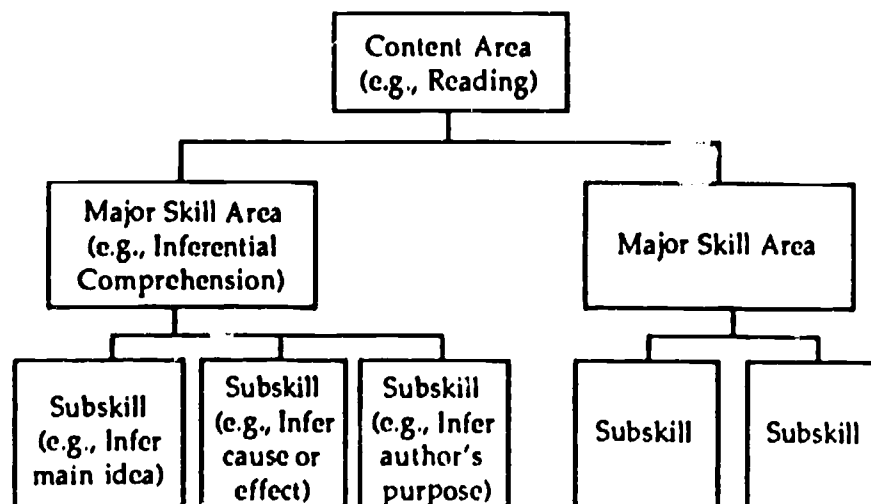 Content Area
(e.g., Reading)
Major Skill Area
(e.g., Inferential
Comprehension)
Major Skill Area
Subskill
(e.g., Infer
main idea)
Subskill
(e.g., Infer
cause or
effect)
Subskill
(e.g., Infer
author's
purpose)
Subskill
Subskill